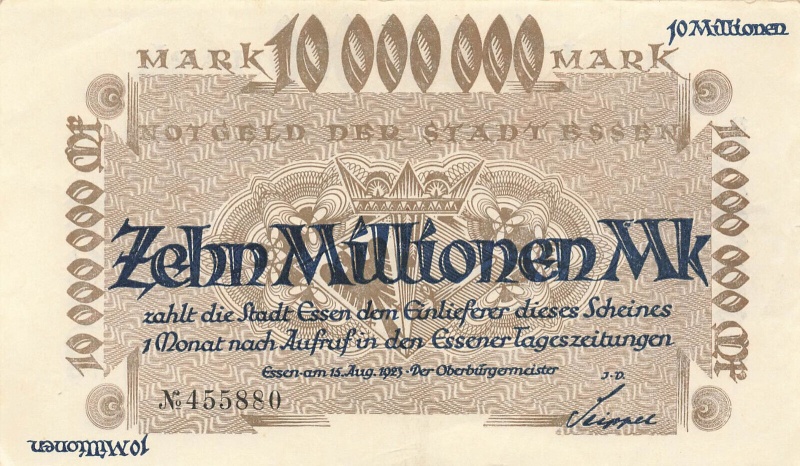 10 Millionen
MARK 10 000 000 MARK
NOTGELD DER STADT ESSEN
10 000 000 Mk
10 000 000 Mk
Zehn Millionen Mk
zahlt die Stadt Essen dem Einlieferer dieses Scheines
1 Monat nach Aufruf in den Essener Tageszeitungen
Essen·am 15. Aug. 1923·Der Oberbürgermeister
J.V.
№ 455880
10 Millionen